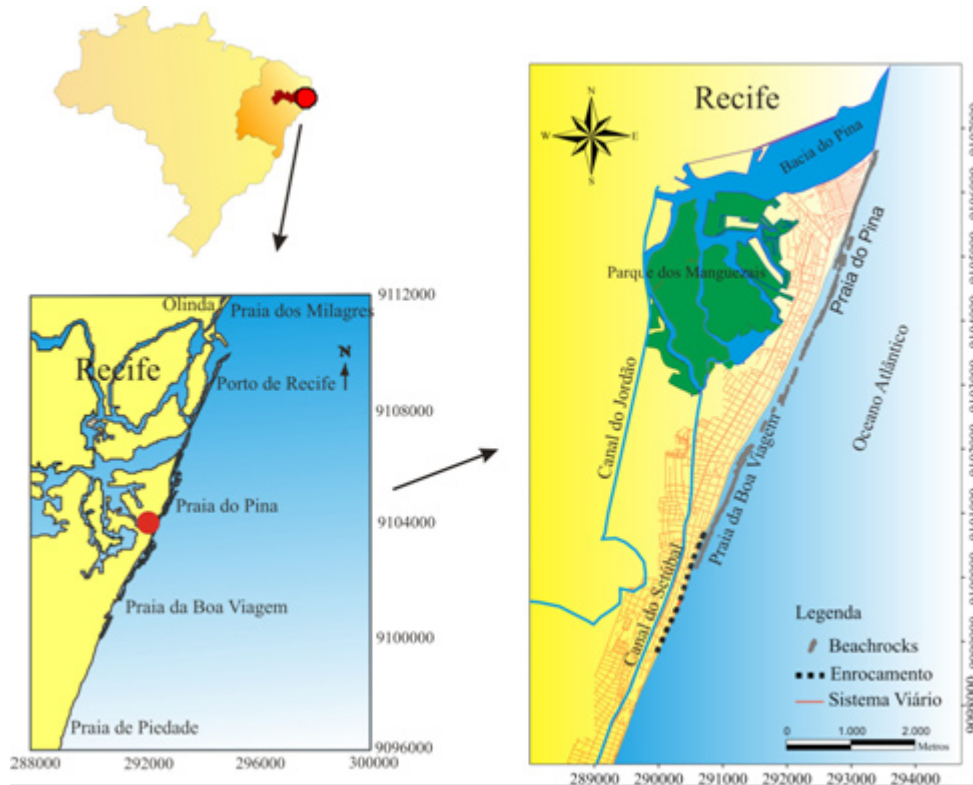 Olinda
Praia dos Milagres
Recife
N
Porto de Recife
Praia do Pina
Praia da Boa Viagem
Praia de Piedade
9112000
9108000
9104000
9100000
9096000
288000
292000
296000
300000
Recife
N
W
E
S
Bacia do Pina
Parque dos Manguezais
Praia do Pina
Canal do Jordão
Oceano Atlântico
Praia da Boa Viagem
Canal do Setúbal
Legenda
Beachrocks
Enrocamento
Sistema Viário
0 1.000 2.000
Metros
289000
290000
291000
292000
293000
294000